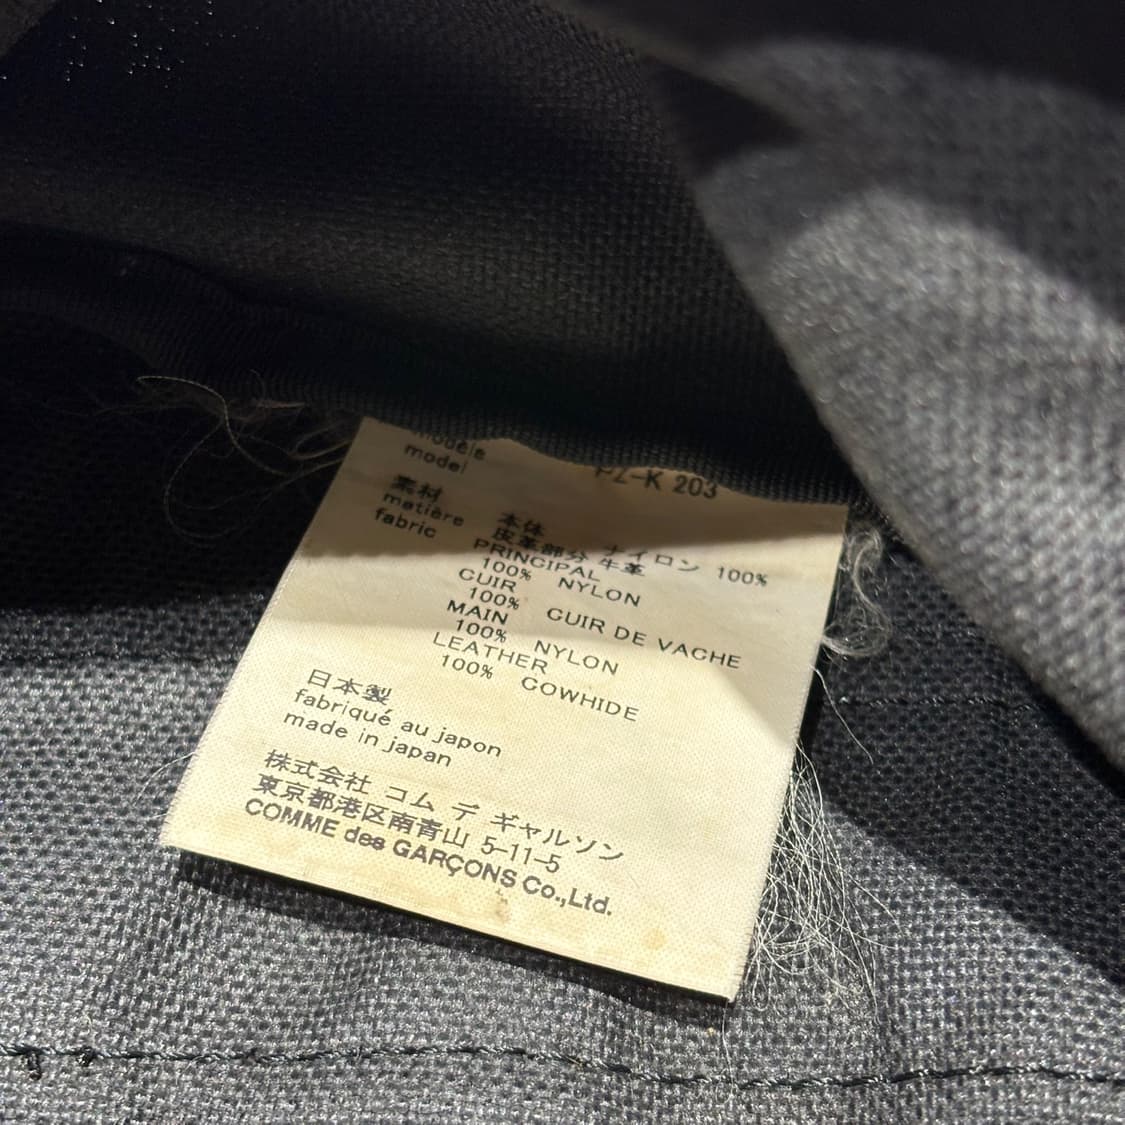 modèle
model PZ-K 203
素材
matière
fabric
本体 ナイロン 100%
皮革部分 牛革
PRINCIPAL
100% NYLON
CUIR
100% CUIR DE VACHE
MAIN
100% NYLON
LEATHER
100% COWHIDE
日本製
fabriqué au japon
made in japan
株式会社 コム デ ギャルソン
東京都港区南青山 5-11-5
COMME des GARÇONS Co.,Ltd.